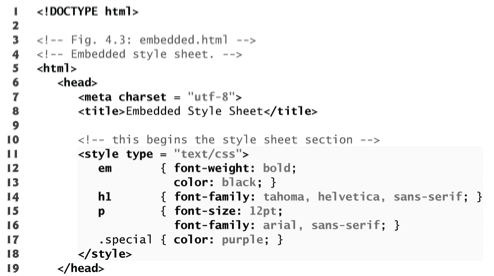 1 <!DOCTYPE html>
2
3 <!-- Fig. 4.3: embedded.html -->
4 <!-- Embedded style sheet. -->
5 <html>
6 <head>
7 <meta charset = "utf-8">
8 <title>Embedded Style Sheet</title>
9
10 <!-- this begins the style sheet section -->
11 <style type = "text/css">
12 em { font-weight: bold;
13 color: black; }
14 h1 { font-family: tahoma, helvetica, sans-serif; }
15 p { font-size: 12pt;
16 font-family: arial, sans-serif; }
17 .special { color: purple; }
18 </style>
19 </head>